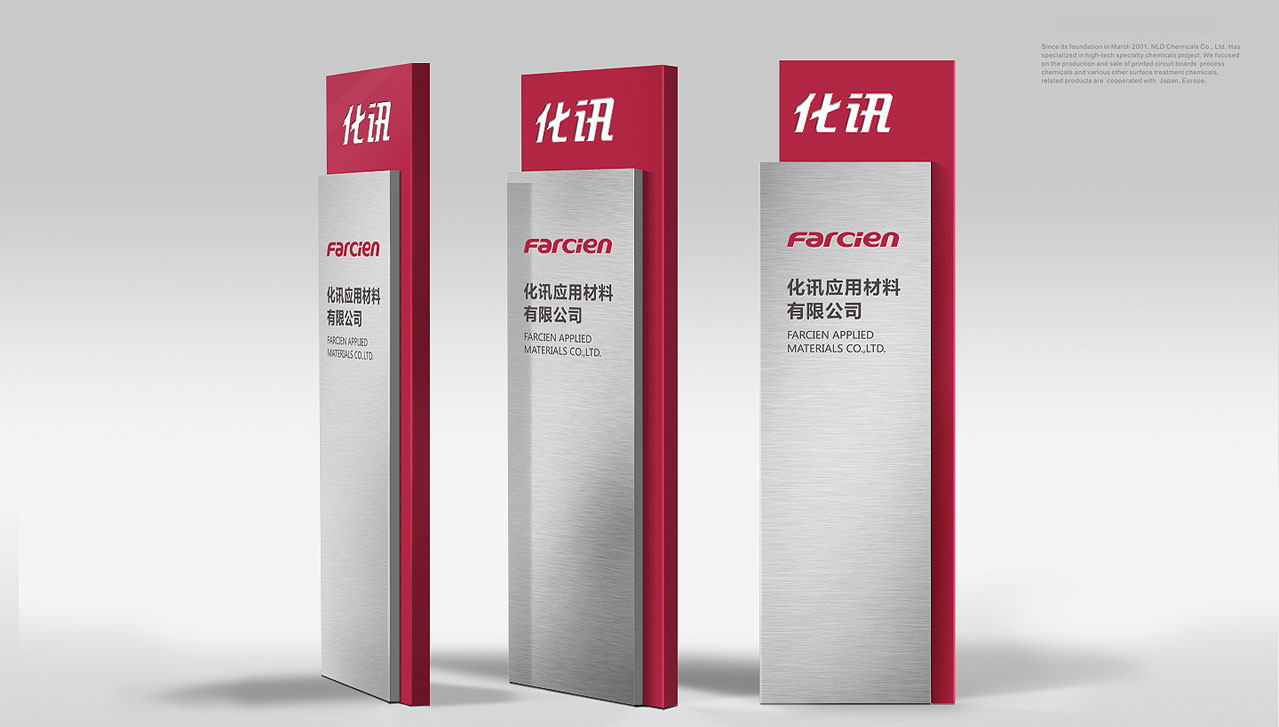 Since its foundation in March 2001, NLD Chemicals Co., Ltd. Has
specialized in high-tech specialty chemicals project. We focused
on the production and sale of printed circuit boards process
chemicals and various other surface treatment chemicals,
related products are cooperated with Japan, Europe.
化讯
Farcien
化讯应用材料
有限公司
FARCIEN APPLIED
MATERIALS CO.,LTD.
化讯
Farcien
化讯应用材料
有限公司
FARCIEN APPLIED
MATERIALS CO.,LTD.
化讯
Farcien
化讯应用材料
有限公司
FARCIEN APPLIED
MATERIALS CO.,LTD.